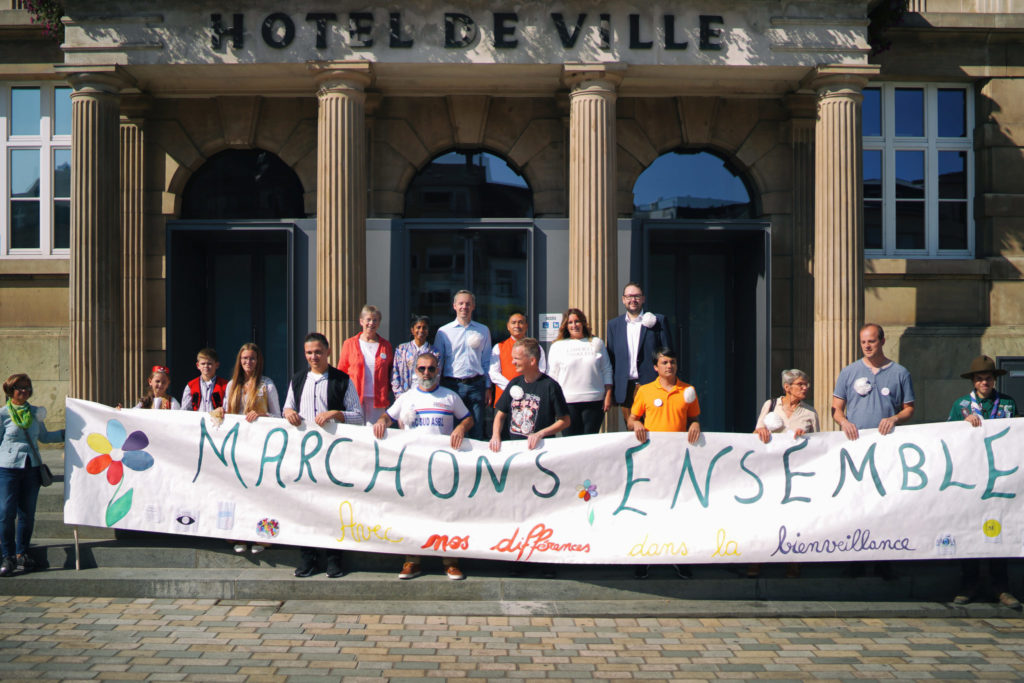 HOTEL DE VILLE
MARCHONS ENSEMBLE
Avec nos différences dans la bienveillance